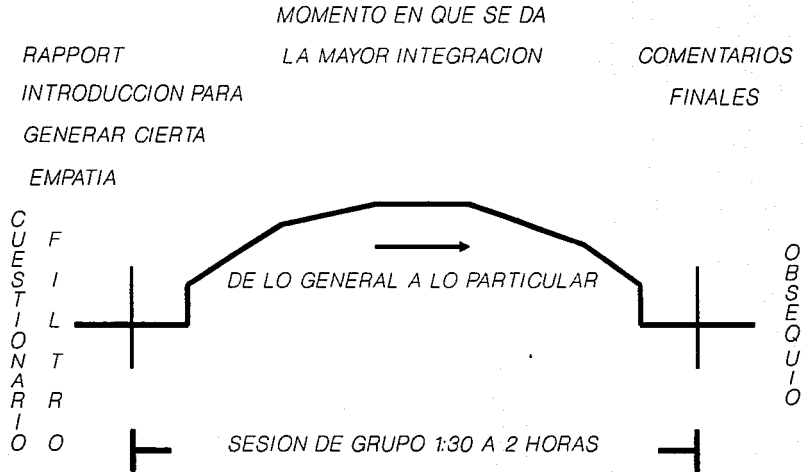 MOMENTO EN QUE SE DA
LA MAYOR INTEGRACION
RAPPORT
INTRODUCCION PARA
GENERAR CIERTA
EMPATIA
COMENTARIOS
FINALES
CUESTIONARIO
FILTRO
DE LO GENERAL A LO PARTICULAR
OBSEQUIO
SESION DE GRUPO 1:30 A 2 HORAS